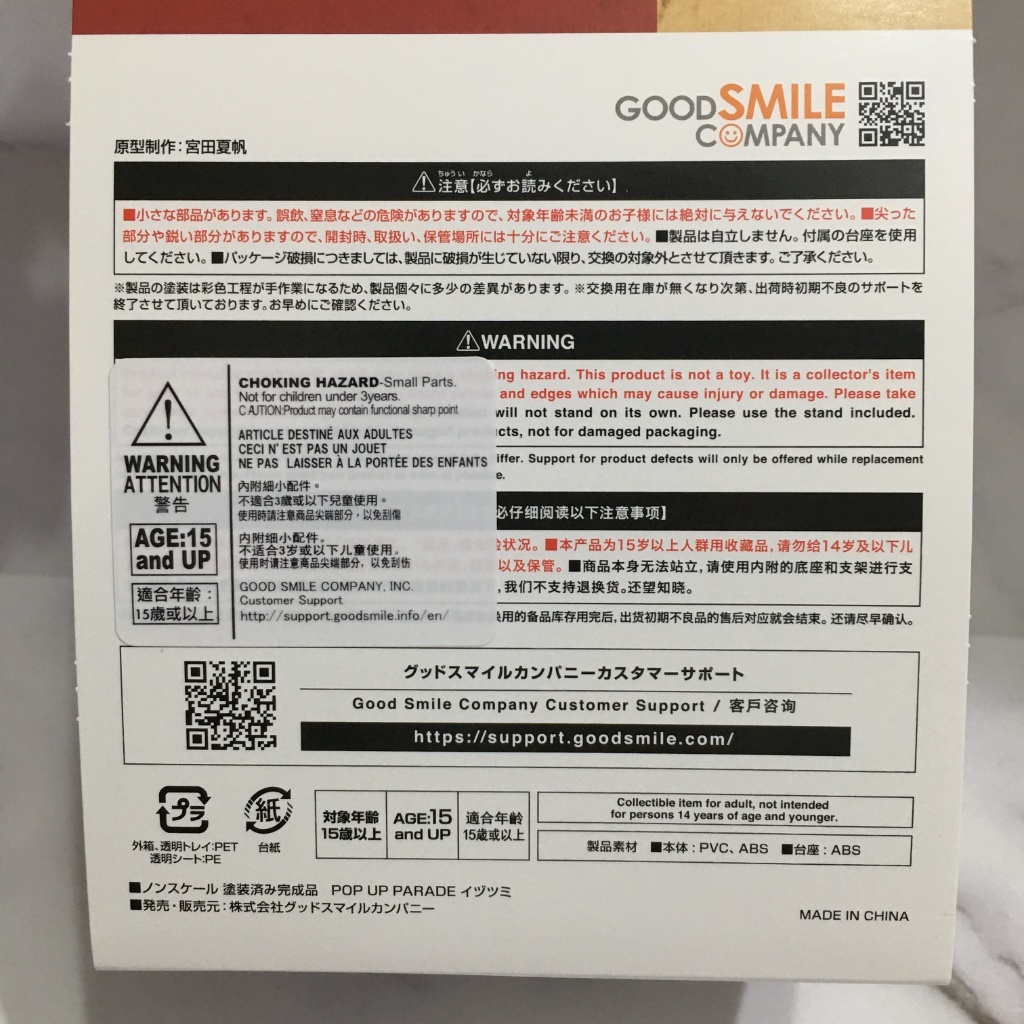 GOODSMILE
COMPANY
原型制作：宮田夏帆
ちゅうい かなら よ
⚠注意【必ずお読みください】
■小さな部品があります。誤飲、窒息などの危険がありますので、対象年齢未満のお子様には絶対に与えないでください。■尖った
部分や鋭い部分がありますので、開封時、取扱い、保管場所には十分にご注意ください。■製品は自立しません。付属の台座を使用
してください。■パッケージ破損につきましては、製品に破損が生じていない限り、交換の対象外とさせて頂きます。ご了承ください。
※製品の塗装は彩色工程が手作業になるため、製品個々に多少の差異があります。※交換用在庫が無くなり次第、出荷時初期不良のサポートを
終了させて頂いております。お早めにご確認ください。
⚠WARNING
ng hazard. This product is not a toy. It is a collector's item
and edges which may cause injury or damage. Please take
will not stand on its own. Please use the stand included.
cts, not for damaged packaging.
iffer. Support for product defects will only be offered while replacement
e.
必仔细阅读以下注意事项】
状况。■本产品为15岁以上人群用收藏品，请勿给14岁及以下儿
以及保管。■商品本身无法站立，请使用内附的底座和支架进行支
，我们不支持退换货。还望知晓。
用的备品库存用完后，出货初期不良品的售后对应就会结束。还请尽早确认。
WARNING
ATTENTION
警告
AGE:15
and UP
適合年齡：
15歲或以上
CHOKING HAZARD-Small Parts.
Not for children under 3years.
CAUTION:Product may contain functional sharp point
ARTICLE DESTINÉ AUX ADULTES
CECI N'EST PAS UN JOUET
NE PAS LAISSER À LA PORTÉE DES ENFANTS
內附細小配件。
不適合3歲或以下兒童使用。
使用時請注意商品尖端部分，以免刮傷
内附细小配件。
不适合3岁或以下儿童使用。
使用时请注意商品尖端部分，以免刮伤
GOOD SMILE COMPANY, INC.
Customer Support
http://support.goodsmile.info/en/
グッドスマイルカンパニーカスタマーサポート
Good Smile Company Customer Support / 客戶咨询
https://support.goodsmile.com/
プラ
外箱、透明トレイ:PET
透明シート:PE
紙
台紙
対象年齢
15歳以上
AGE:15
and UP
適合年齡
15歲或以上
Collectible item for adult, not intended
for persons 14 years of age and younger.
製品素材 ■本体：PVC、ABS ■台座：ABS
■ノンスケール 塗装済み完成品 POP UP PARADE イヅツミ
■発売・販売元：株式会社グッドスマイルカンパニー
MADE IN CHINA